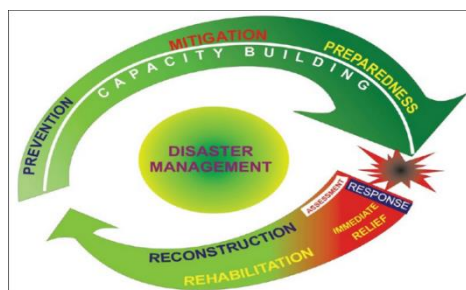 PREVENTION
MITIGATION
PREPAREDNESS
CAPACITY BUILDING
DISASTER
MANAGEMENT
ASSESSMENT
RESPONSE
IMMEDIATE
RELIEF
RECONSTRUCTION
REHABILITATION